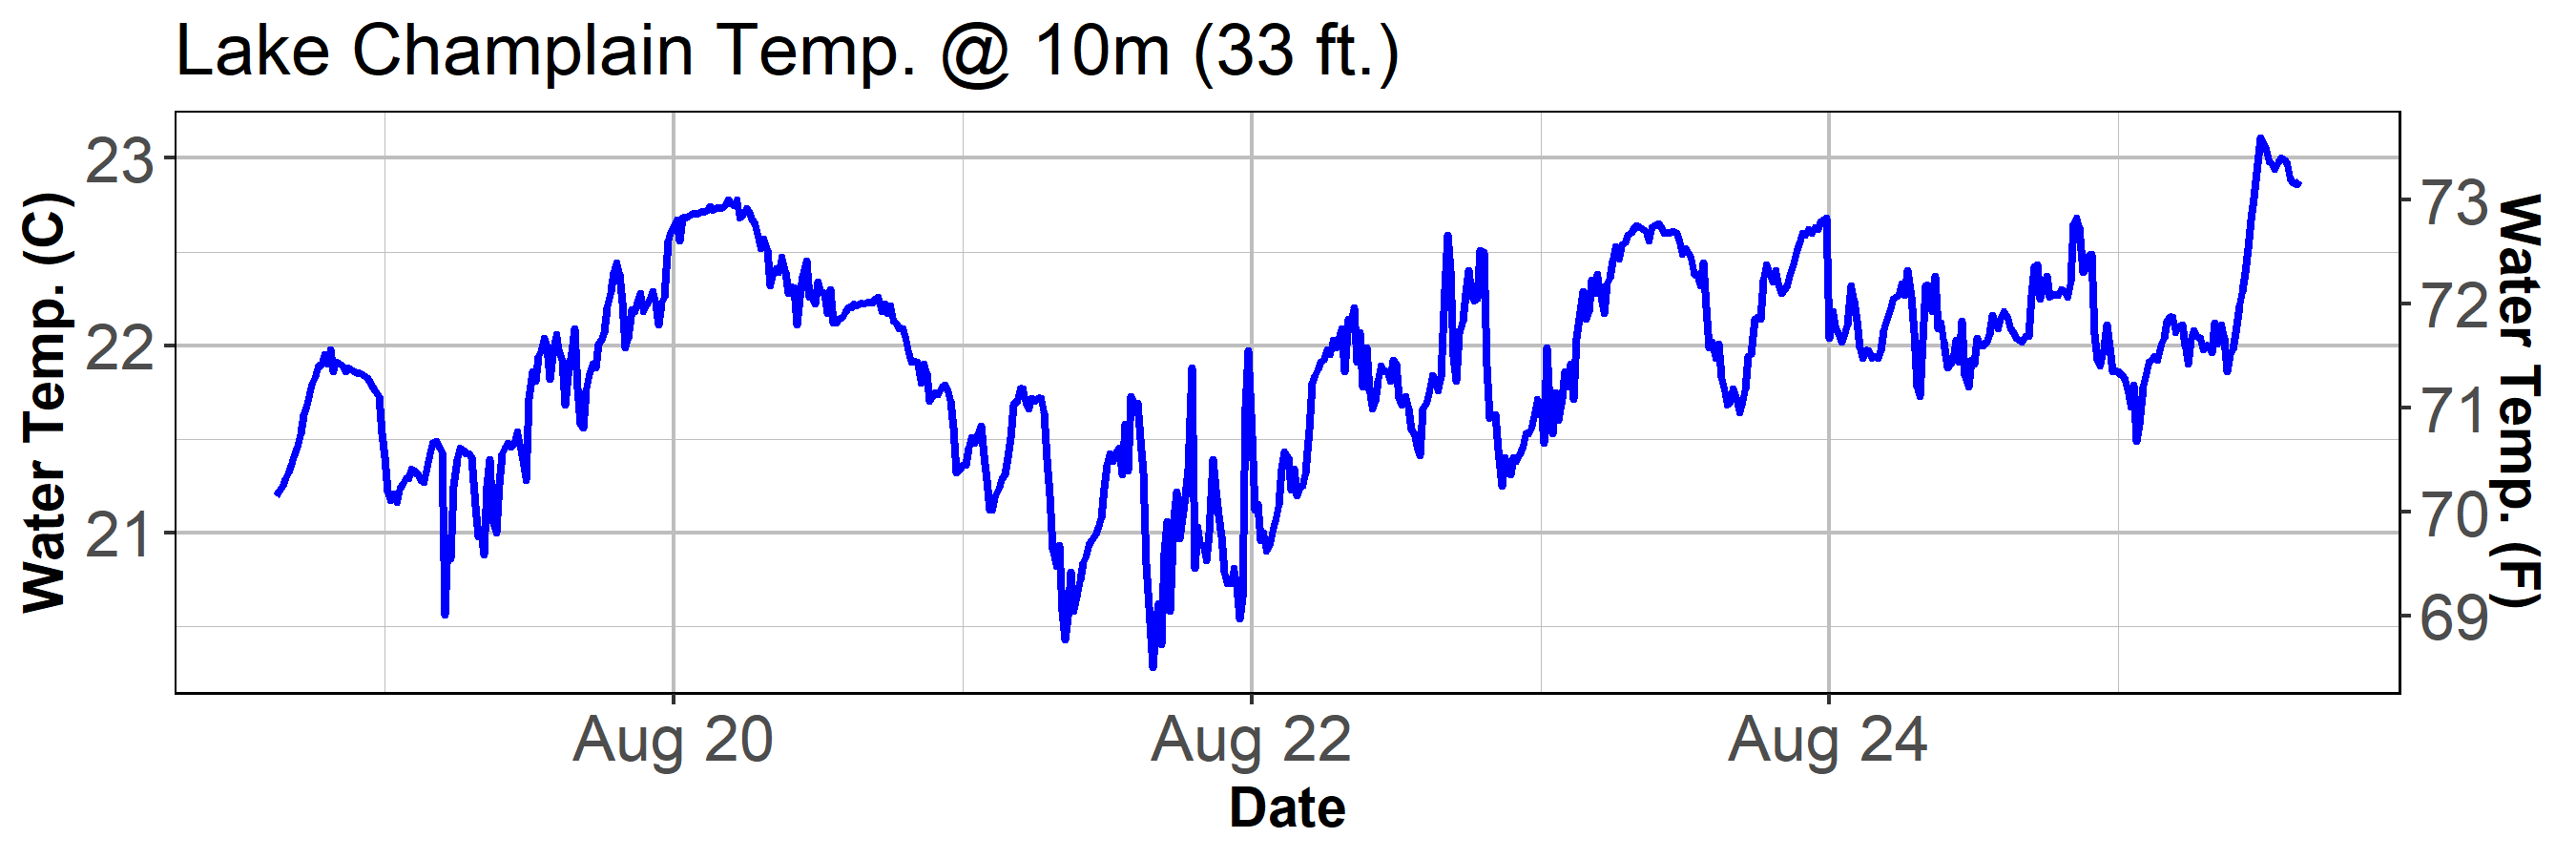 Lake Champlain Temp. @ 10m (33 ft.)
Water Temp. (C)
23
22
21
73
72
71
70
69
Water Temp. (F)
Aug 20
Aug 22
Aug 24
Date